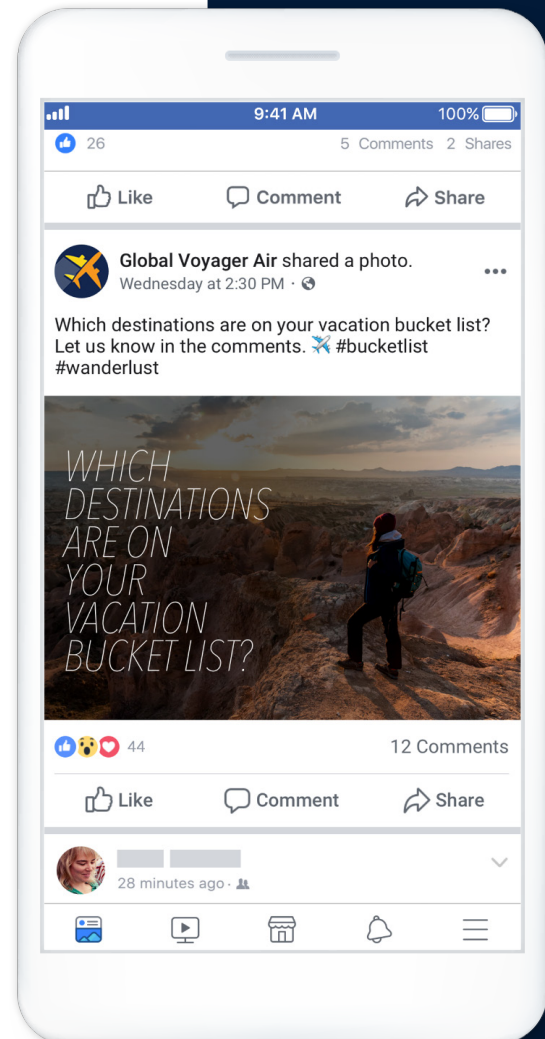 9:41 AM 100%
26 5 Comments 2 Shares
Like Comment Share
Global Voyager Air shared a photo.
Wednesday at 2:30 PM ·
Which destinations are on your vacation bucket list?
Let us know in the comments. ✈️ #bucketlist
#wanderlust
WHICH
DESTINATIONS
ARE ON
YOUR
VACATION
BUCKET LIST?
44 12 Comments
Like Comment Share
28 minutes ago ·